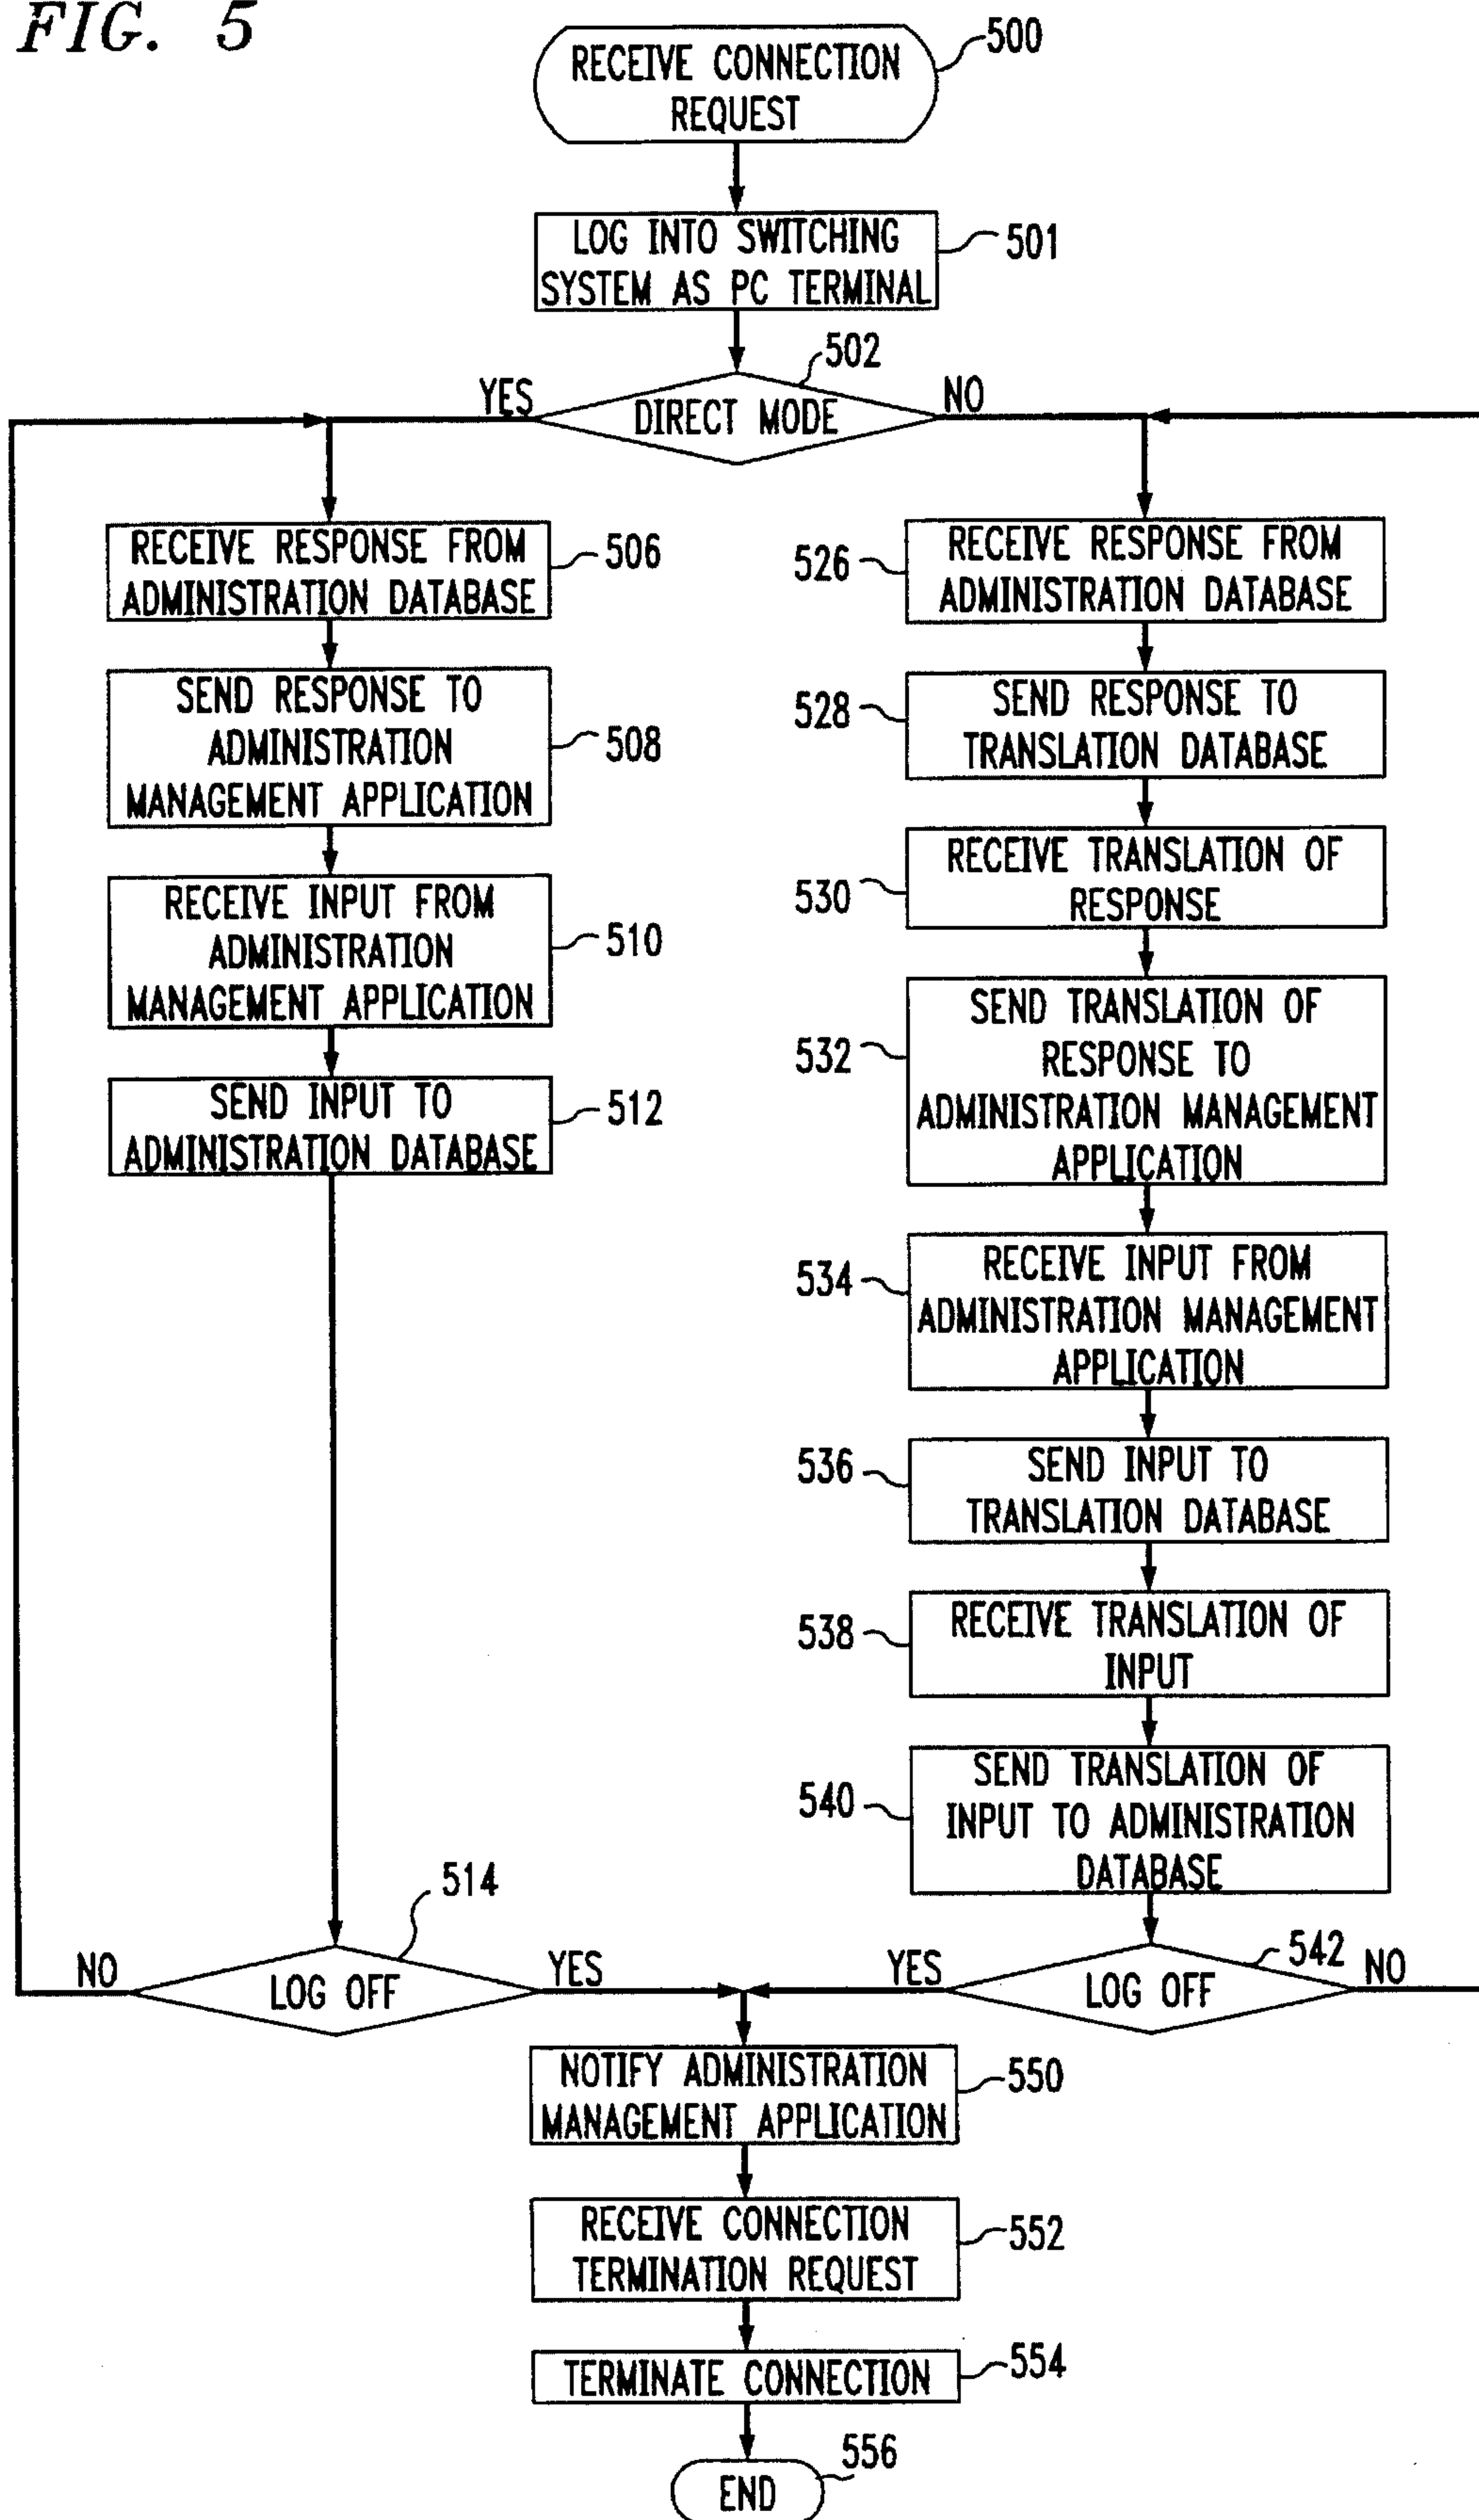 FIG. 5
RECEIVE CONNECTION
REQUEST
500
LOG INTO SWITCHING
SYSTEM AS PC TERMINAL
501
502
YES
DIRECT MODE
NO
RECEIVE RESPONSE FROM
ADMINISTRATION DATABASE
506
SEND RESPONSE TO
ADMINISTRATION
MANAGEMENT APPLICATION
508
RECEIVE INPUT FROM
ADMINISTRATION
MANAGEMENT APPLICATION
510
SEND INPUT TO
ADMINISTRATION DATABASE
512
514
NO
LOG OFF
YES
526
RECEIVE RESPONSE FROM
ADMINISTRATION DATABASE
528
SEND RESPONSE TO
TRANSLATION DATABASE
530
RECEIVE TRANSLATION OF
RESPONSE
532
SEND TRANSLATION OF
RESPONSE TO
ADMINISTRATION MANAGEMENT
APPLICATION
534
RECEIVE INPUT FROM
ADMINISTRATION MANAGEMENT
APPLICATION
536
SEND INPUT TO
TRANSLATION DATABASE
538
RECEIVE TRANSLATION OF
INPUT
540
SEND TRANSLATION OF
INPUT TO ADMINISTRATION
DATABASE
542
YES
LOG OFF
NO
NOTIFY ADMINISTRATION
MANAGEMENT APPLICATION
550
RECEIVE CONNECTION
TERMINATION REQUEST
552
TERMINATE CONNECTION
554
556
END